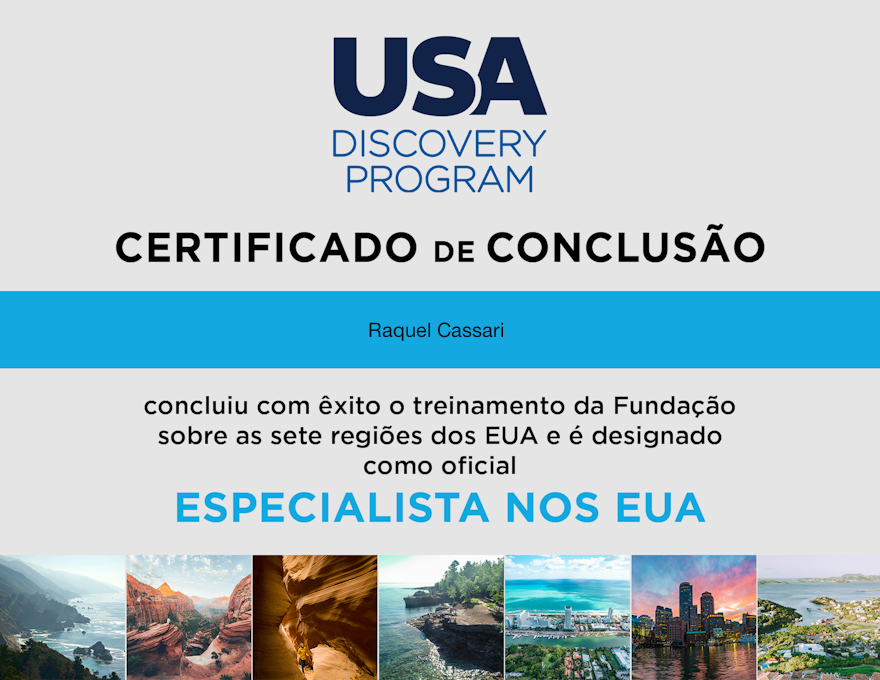 USA
DISCOVERY
PROGRAM
CERTIFICADO DE CONCLUSÃO
Raquel Cassari
concluiu com êxito o treinamento da Fundação
sobre as sete regiões dos EUA e é designado
como oficial
ESPECIALISTA NOS EUA